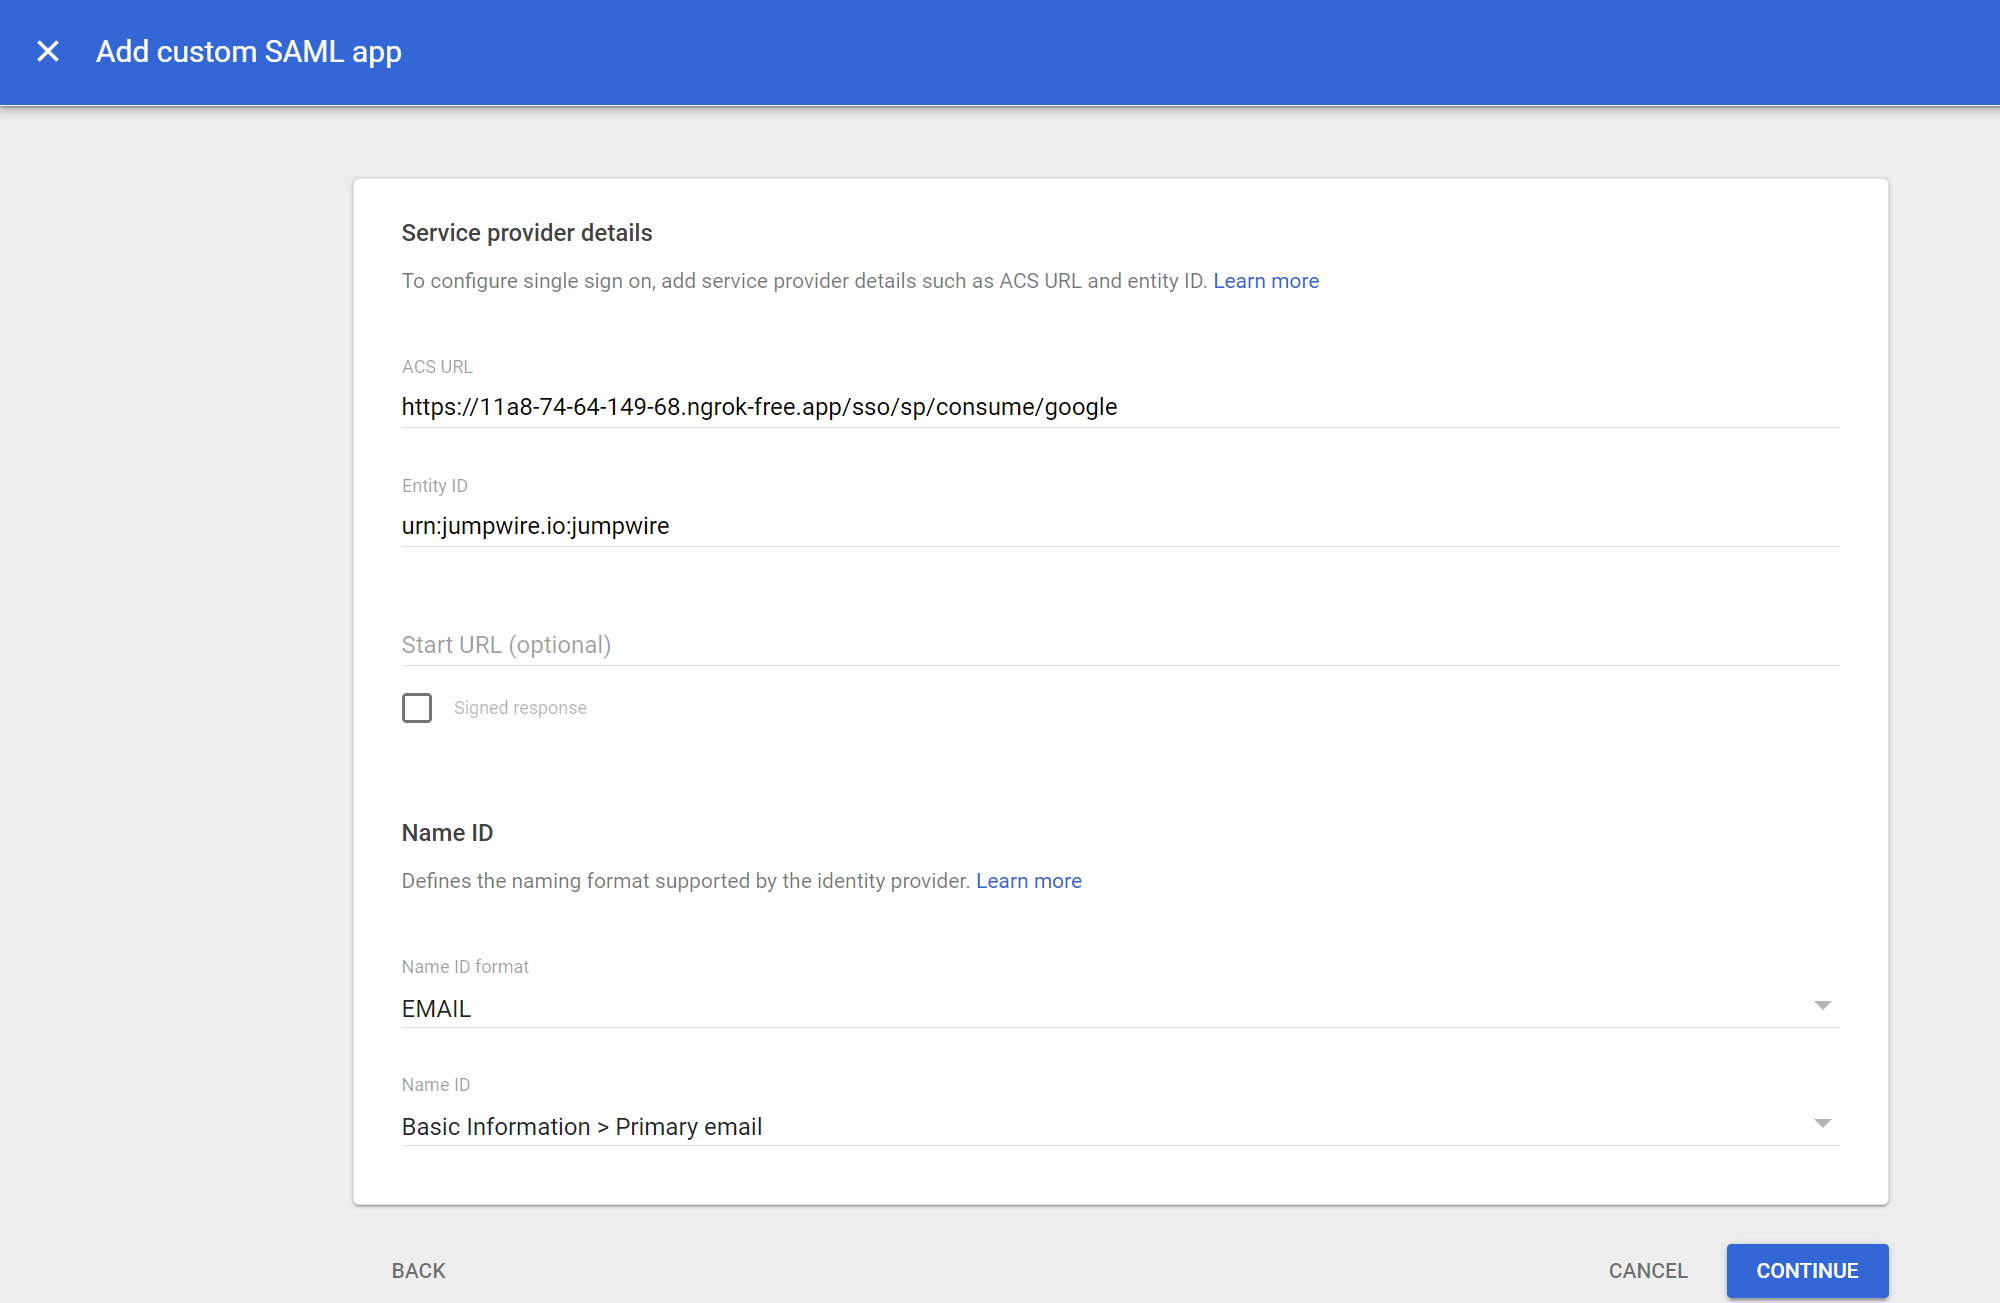 Add custom SAML app
Service provider details
To configure single sign on, add service provider details such as ACS URL and entity ID. Learn more
ACS URL
https://11a8-74-64-149-68.ngrok-free.app/sso/sp/consume/google
Entity ID
urn:jumpwire.io:jumpwire
Start URL (optional)
Signed response
Name ID
Defines the naming format supported by the identity provider. Learn more
Name ID format
EMAIL
Name ID
Basic Information > Primary email
BACK
CANCEL
CONTINUE